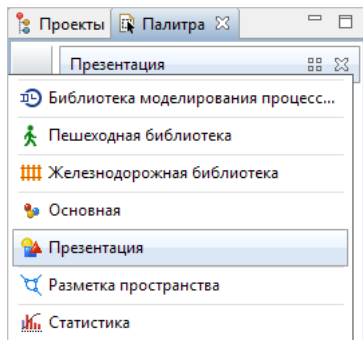 Проекты Палитра
Презентация
Библиотека моделирования процесс...
Пешеходная библиотека
Железнодорожная библиотека
Основная
Презентация
Разметка пространства
Статистика